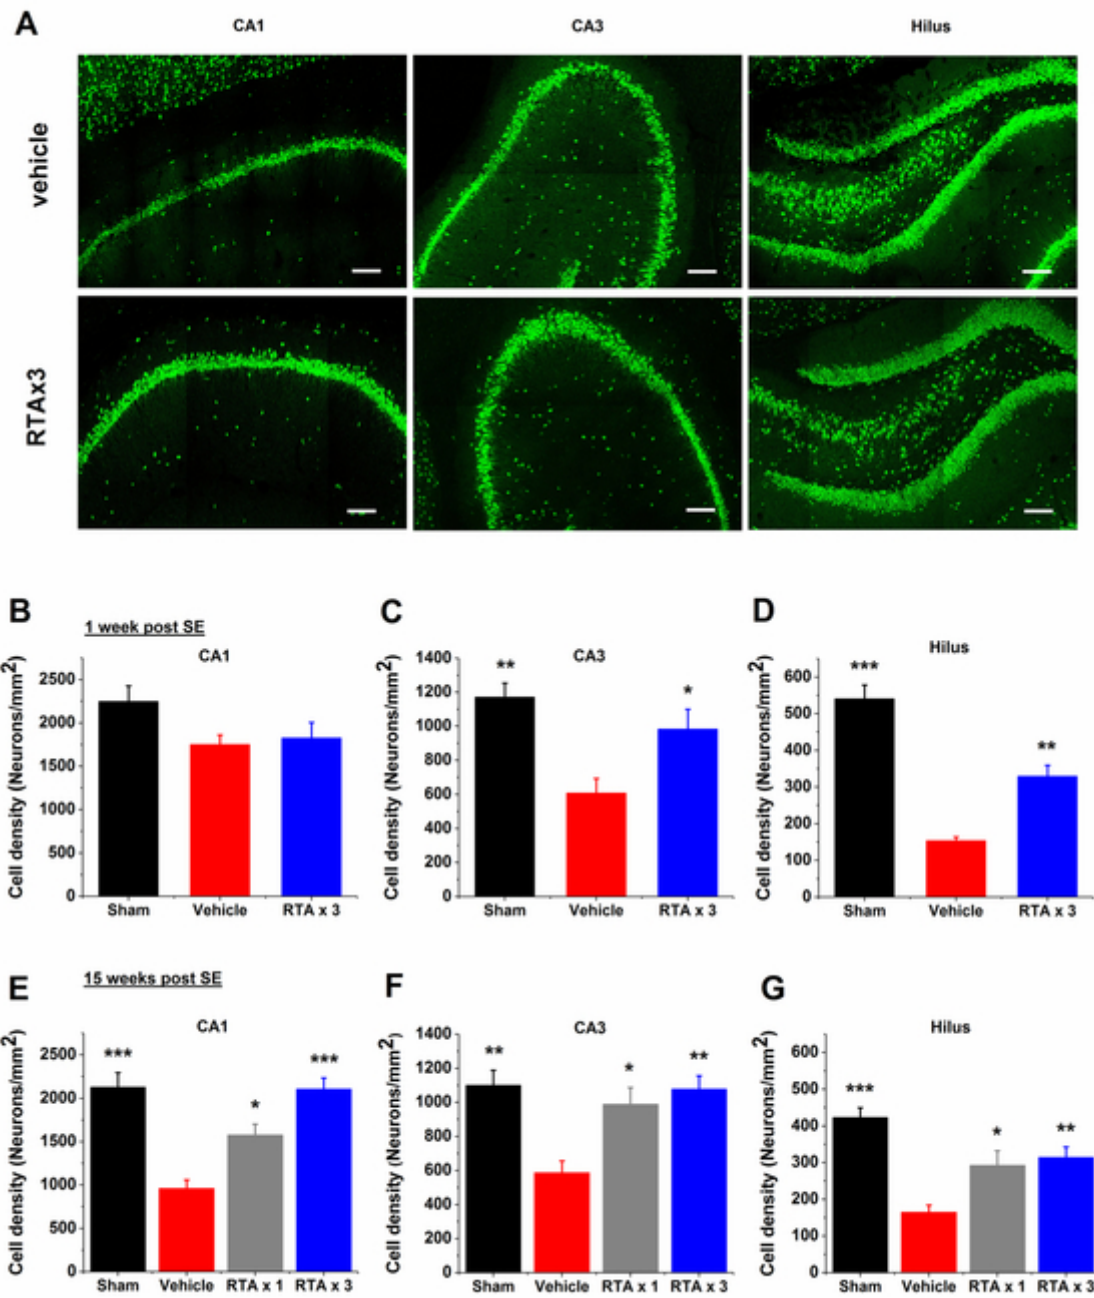 A
CA1 CA3 Hilus
vehicle
RTAx3
B
1 week post SE
CA1
Cell density (Neurons/mm²)
2500
2000
1500
1000
500
0
Sham Vehicle RTA x 3
C
CA3
Cell density (Neurons/mm²)
1400
1200
1000
800
600
400
200
0
** *
Sham Vehicle RTA x 3
D
Hilus
Cell density (Neurons/mm²)
600
500
400
300
200
100
0
*** **
Sham Vehicle RTA x 3
E
15 weeks post SE
CA1
Cell density (Neurons/mm²)
2500
2000
1500
1000
500
0
*** * ***
Sham Vehicle RTA x 1 RTA x 3
F
CA3
Cell density (Neurons/mm²)
1400
1200
1000
800
600
400
200
0
** * **
Sham Vehicle RTA x 1 RTA x 3
G
Hilus
Cell density (Neurons/mm²)
600
500
400
300
200
100
0
*** * **
Sham Vehicle RTA x 1 RTA x 3